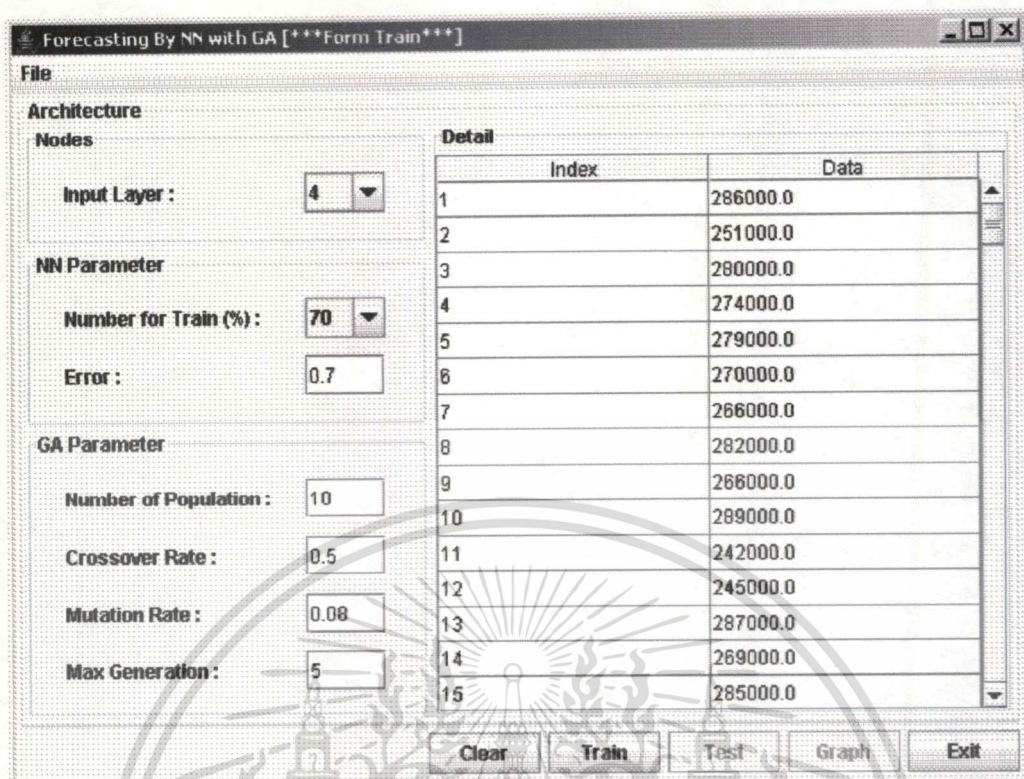 Forecasting By NN with GA [***Form Train***]
File
Architecture
Nodes
Input Layer : 4
NN Parameter
Number for Train (%) : 70
Error : 0.7
GA Parameter
Number of Population : 10
Crossover Rate : 0.5
Mutation Rate : 0.08
Max Generation : 5
Detail
Index Data
1 286000.0
2 251000.0
3 280000.0
4 274000.0
5 279000.0
6 270000.0
7 266000.0
8 282000.0
9 266000.0
10 289000.0
11 242000.0
12 245000.0
13 287000.0
14 269000.0
15 285000.0
Clear Train Test Graph Exit